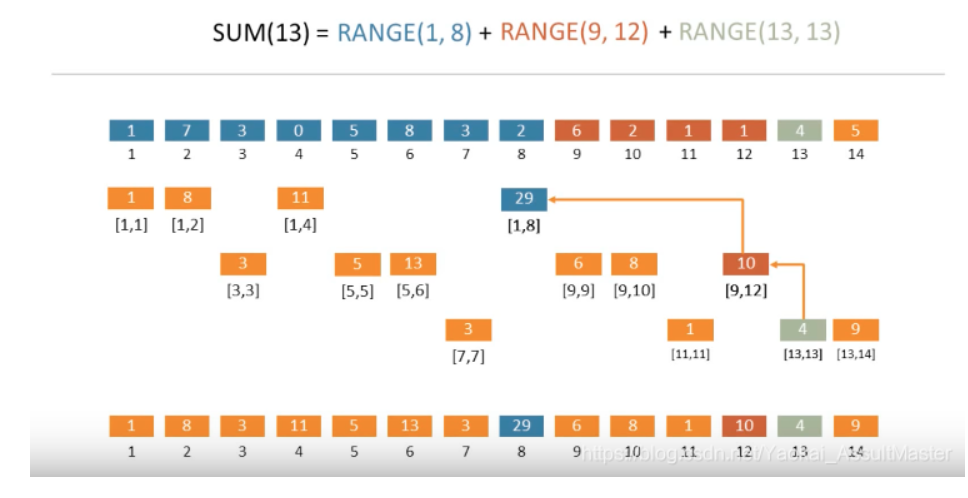 SUM(13) = RANGE(1, 8) + RANGE(9, 12) + RANGE(13, 13)
1 7 3 0 5 8 3 2 6 2 1 1 4 5
1 2 3 4 5 6 7 8 9 10 11 12 13 14
1 8 11 29
[1,1] [1,2] [1,4] [1,8]
3 5 13 6 8 10
[3,3] [5,5] [5,6] [9,9] [9,10] [9,12]
3 1 4 9
[7,7] [11,11] [13,13] [13,14]
1 8 3 11 5 13 3 29 6 8 1 10 4 9
1 2 3 4 5 6 7 8 9 10 11 12 13 14